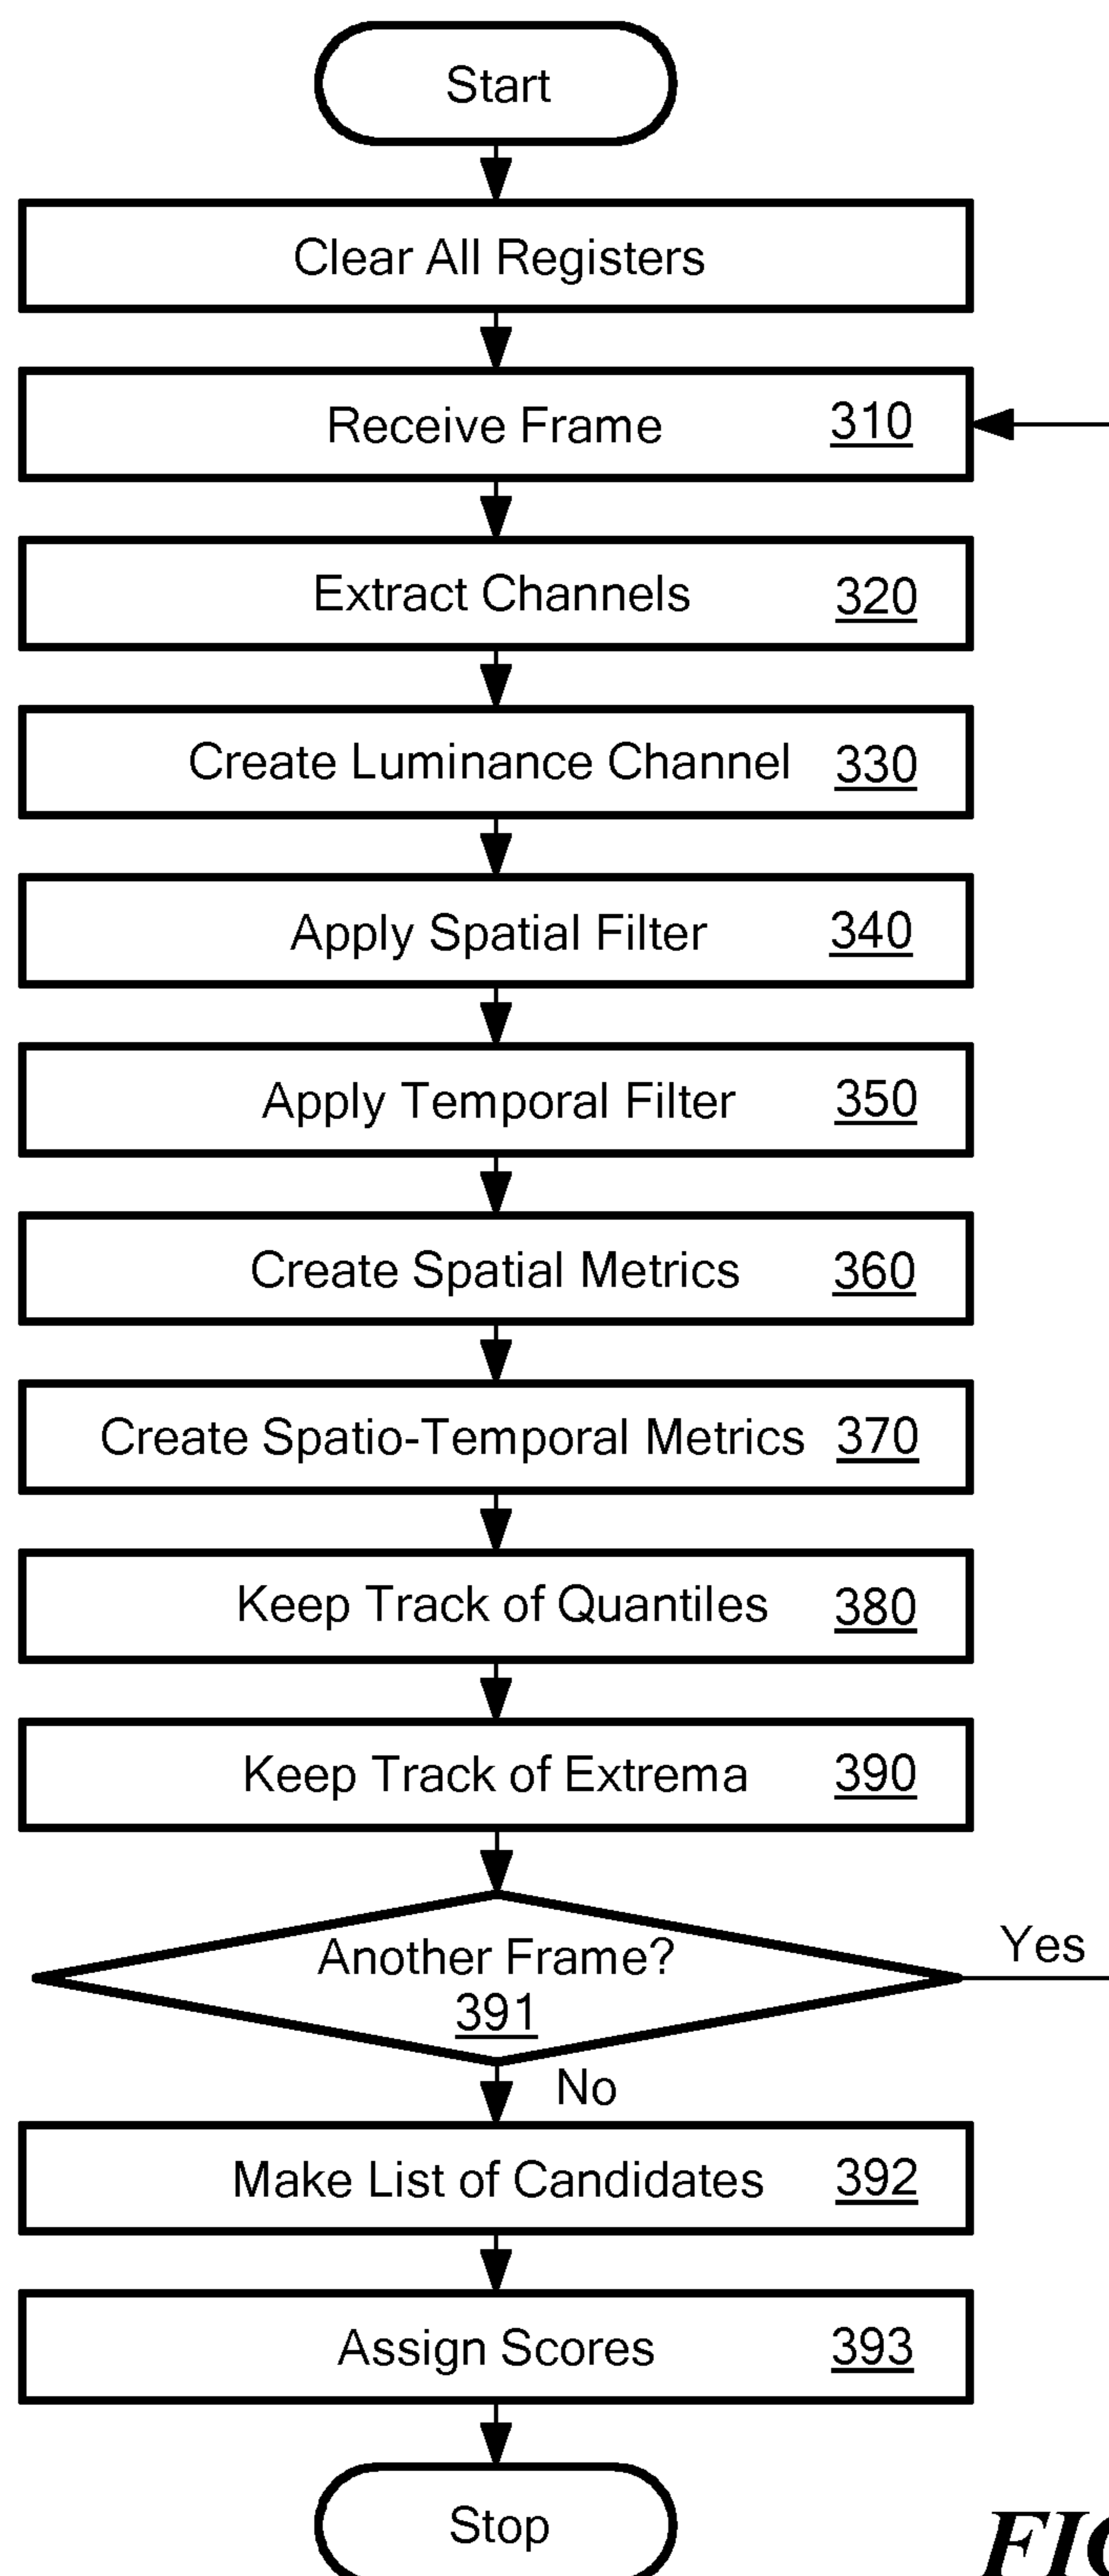 Start
Clear All Registers
Receive Frame 310
Extract Channels 320
Create Luminance Channel 330
Apply Spatial Filter 340
Apply Temporal Filter 350
Create Spatial Metrics 360
Create Spatio-Temporal Metrics 370
Keep Track of Quantiles 380
Keep Track of Extrema 390
Another Frame?
Yes
391
No
Make List of Candidates 392
Assign Scores 393
Stop